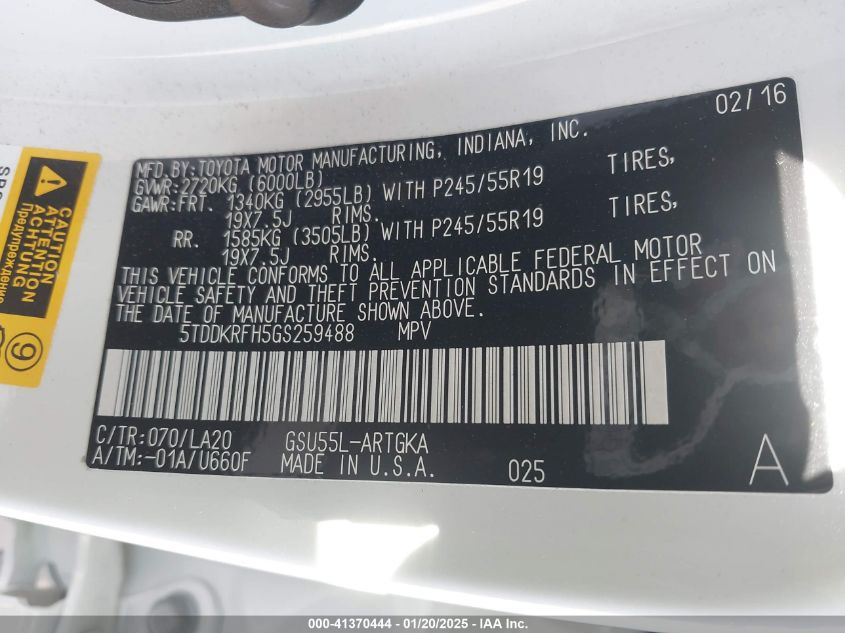 02/16
MFD.BY:TOYOTA MOTOR MANUFACTURING, INDIANA, INC.
GVWR:2720KG (6000LB)
GAWR:FRT. 1340KG (2955LB) WITH P245/55R19 TIRES,
19X7.5J RIMS.
RR. 1585KG (3505LB) WITH P245/55R19 TIRES,
19X7.5J RIMS.
THIS VEHICLE CONFORMS TO ALL APPLICABLE FEDERAL MOTOR
VEHICLE SAFETY AND THEFT PREVENTION STANDARDS IN EFFECT ON
THE DATE OF MANUFACTURE SHOWN ABOVE.
5TDDKRFH5GS259488 MPV
C/TR:070/LA20 GSU55L-ARTGKA
A/TM:-01A/U660F MADE IN U.S.A. 025 A
CAUTION
ATTENTION
ACHTUNG
Предупреждение
9
000-41370444 - 01/20/2025 - IAA Inc.